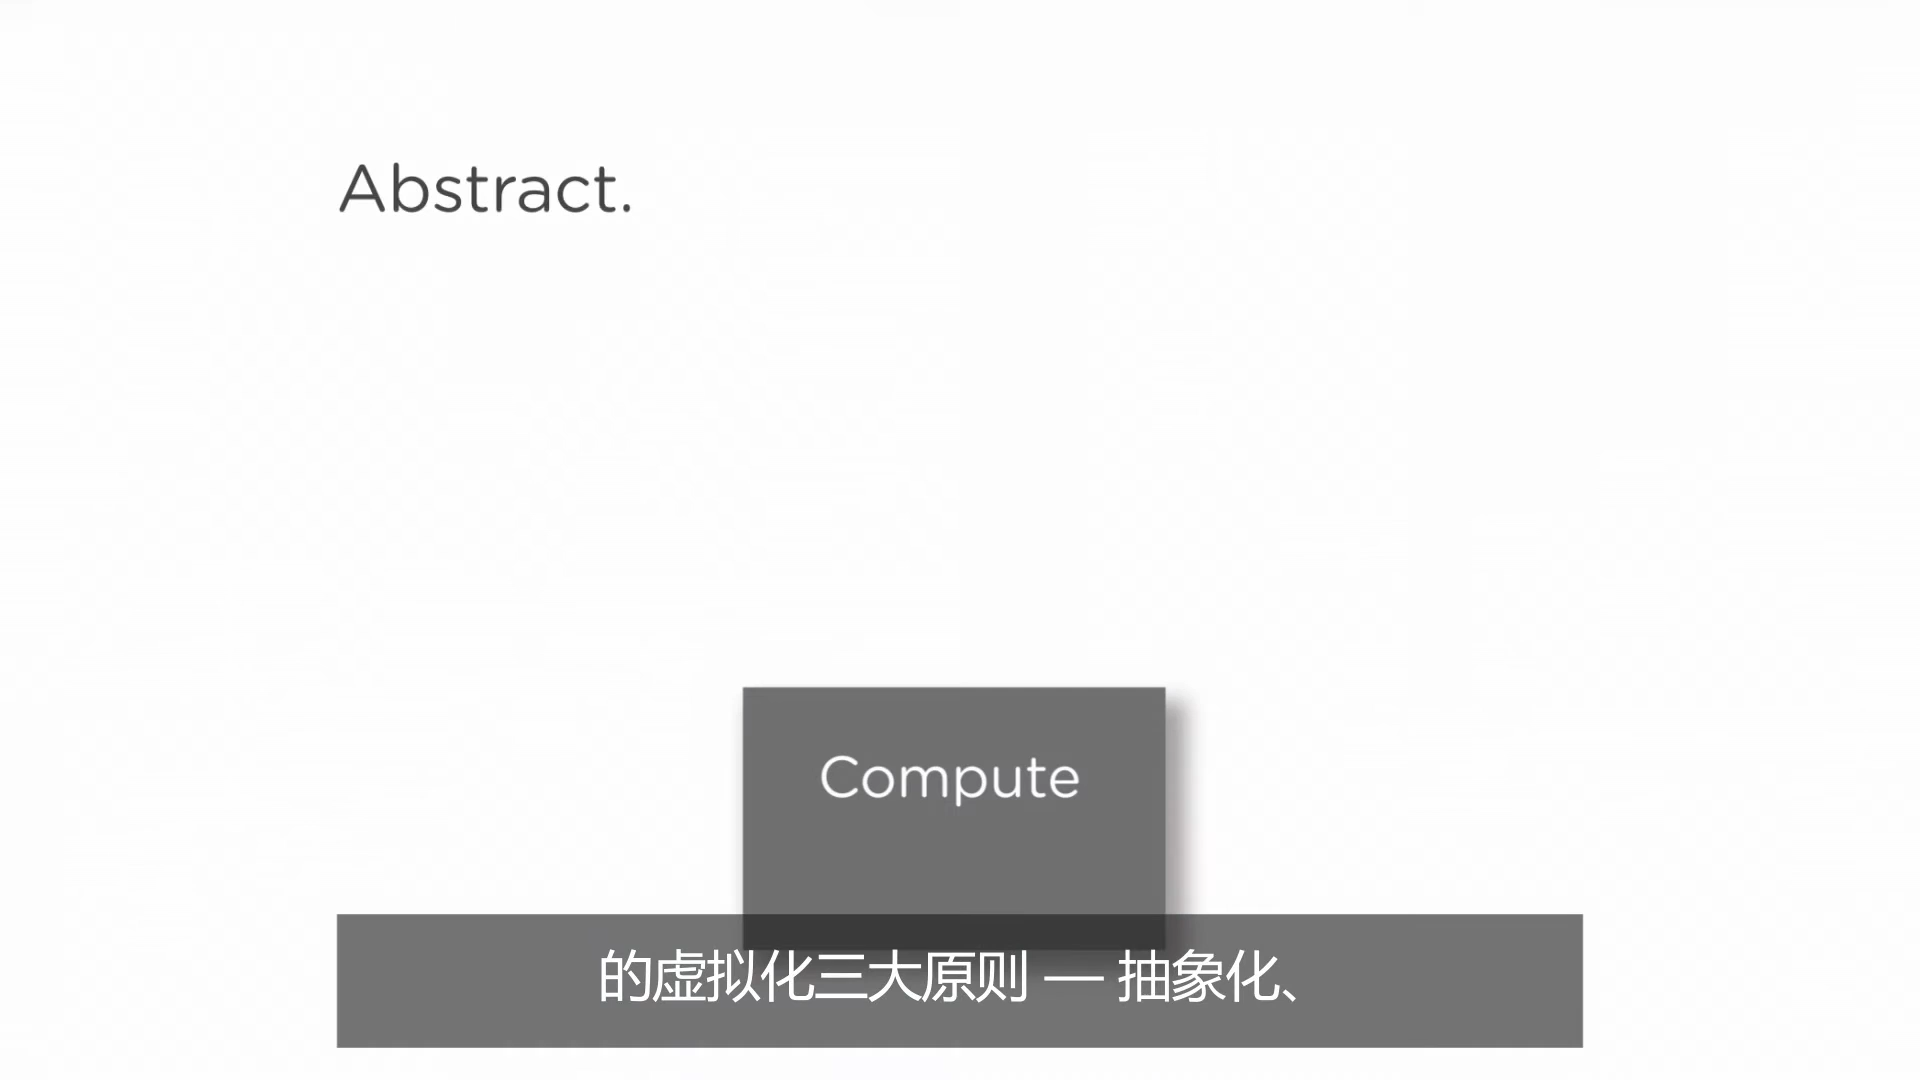 Abstract.
Compute
的虚拟化三大原则 — 抽象化、